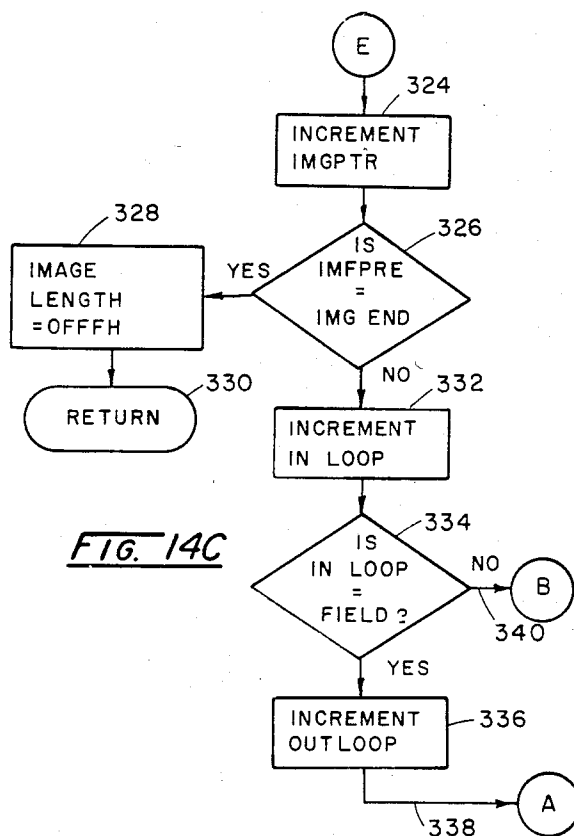 E
324
INCREMENT
IMGPTR
328
326
IS
IMFPRE
=
IMG END
YES
IMAGE
LENGTH
=OFFFH
NO
330
RETURN
332
INCREMENT
IN LOOP
334
FIG. 14C
IS
IN LOOP
=
FIELD?
NO
B
340
YES
INCREMENT
OUTLOOP
336
A
338